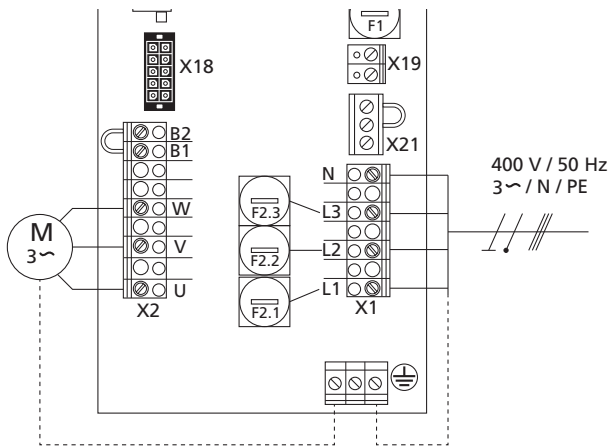 F1
X18
X19
X21
B2
B1
W
V
U
X2
M
3~
F2.3
F2.2
F2.1
N
L3
L2
L1
X1
400 V / 50 Hz
3~ / N / PE